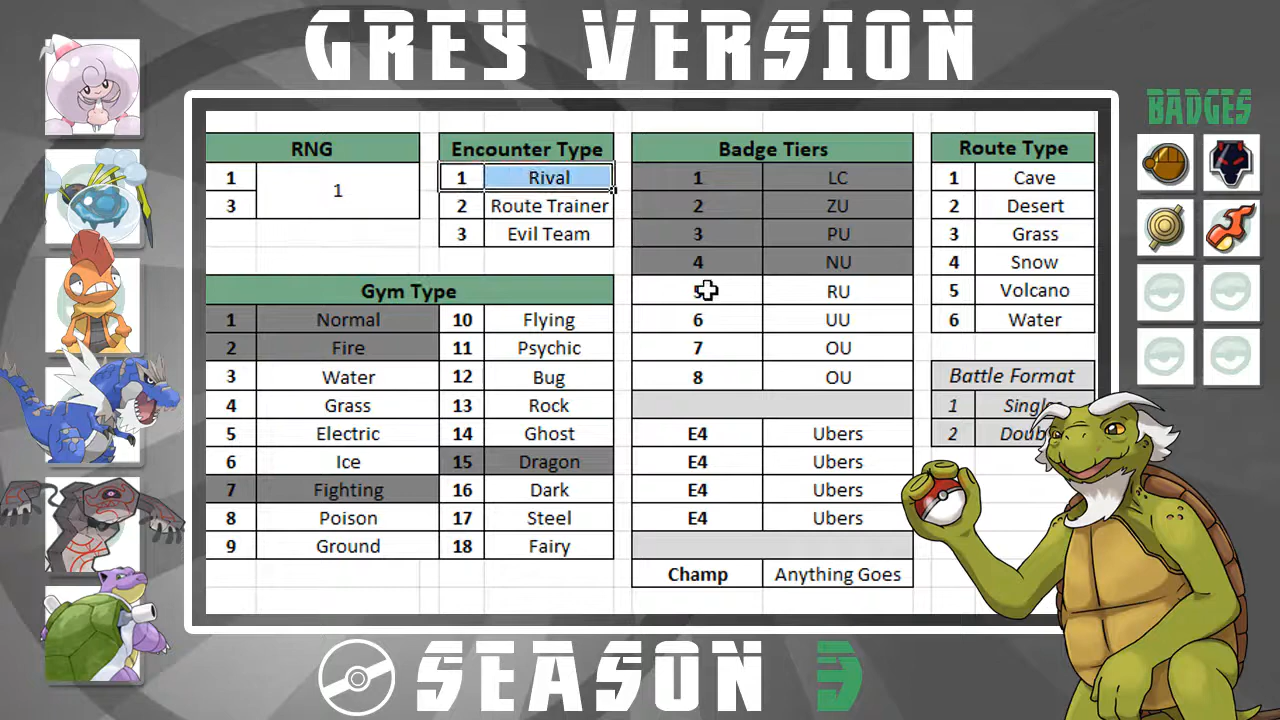 GREY VERSION
BADGES
RNG
1 1
3
Encounter Type
1 Rival
2 Route Trainer
3 Evil Team
Badge Tiers
1 LC
2 ZU
3 PU
4 NU
5 RU
6 UU
7 OU
8 OU
E4 Ubers
E4 Ubers
E4 Ubers
E4 Ubers
Champ Anything Goes
Route Type
1 Cave
2 Desert
3 Grass
4 Snow
5 Volcano
6 Water
Battle Format
1
2
Gym Type
1 Normal 10 Flying
2 Fire 11 Psychic
3 Water 12 Bug
4 Grass 13 Rock
5 Electric 14 Ghost
6 Ice 15 Dragon
7 Fighting 16 Dark
8 Poison 17 Steel
9 Ground 18 Fairy
SEASON 3